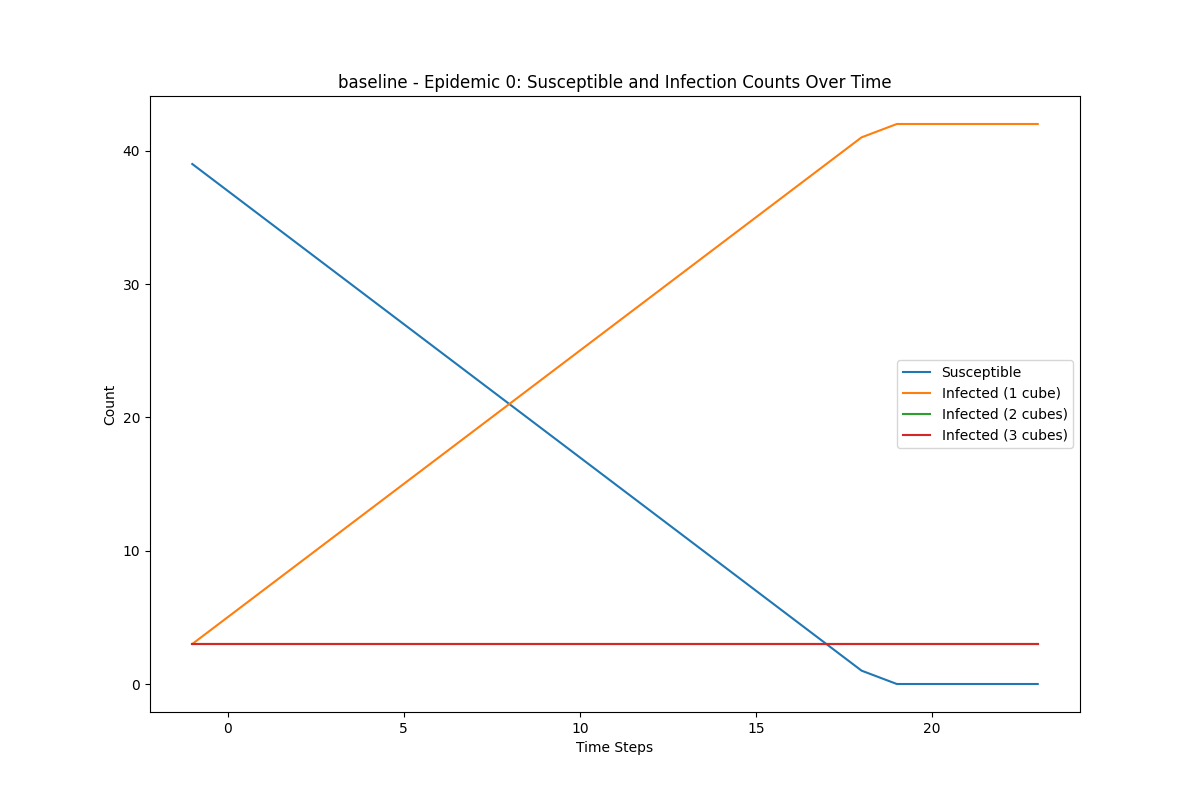 baseline - Epidemic 0: Susceptible and Infection Counts Over Time
Count
40
30
20
10
0
Susceptible
Infected (1 cube)
Infected (2 cubes)
Infected (3 cubes)
0 5 10 15 20
Time Steps